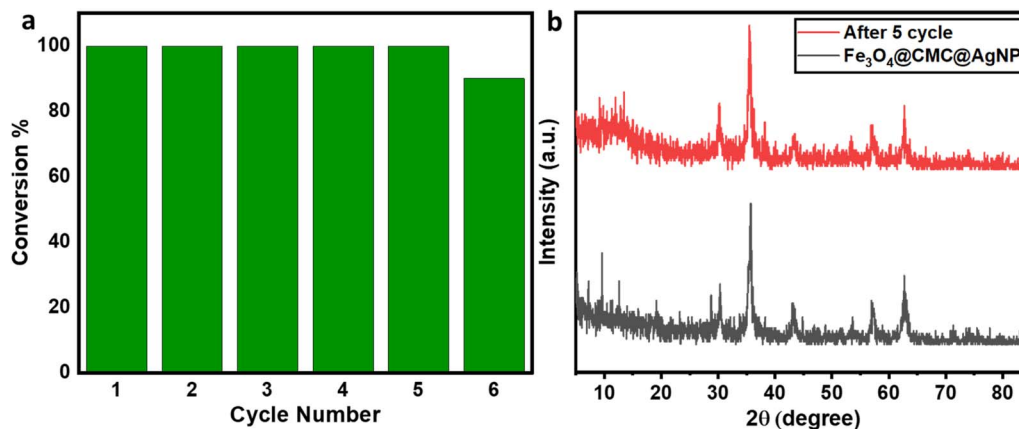 a
Conversion %
100
80
60
40
20
0
1 2 3 4 5 6
Cycle Number
b
After 5 cycle
Fe₃O₄@CMC@AgNP
Intensity (a.u.)
10 20 30 40 50 60 70 80
2θ (degree)